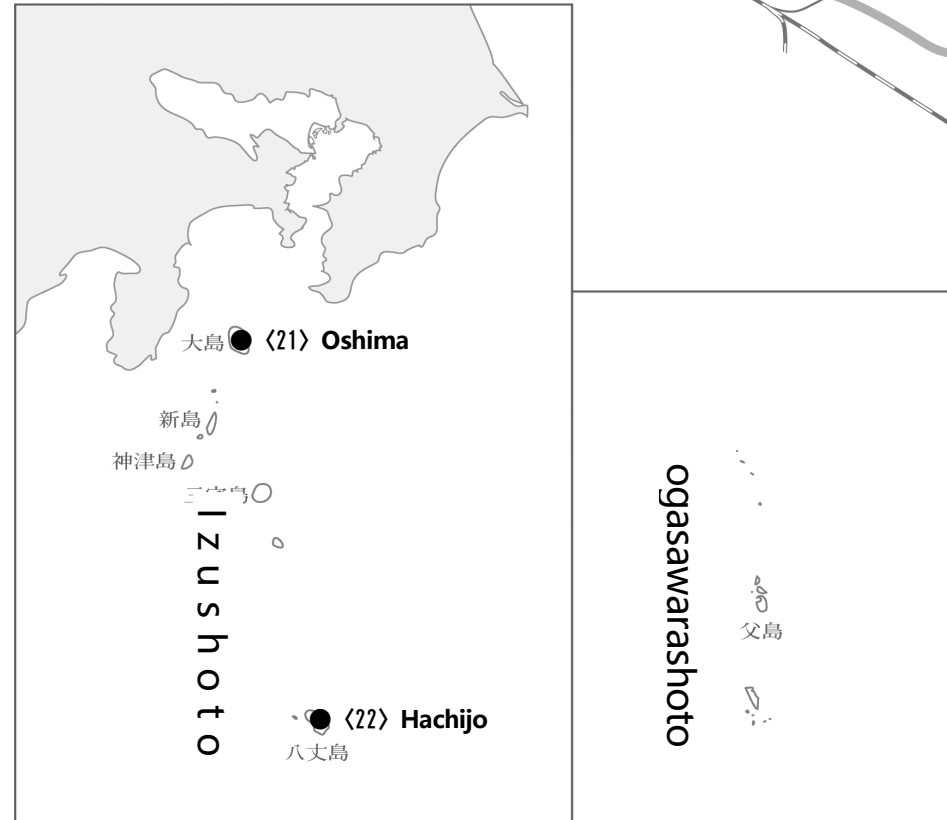 大島 〈21〉 Oshima
新島
神津島
Izushoto
〈22〉 Hachijo
八丈島
ogasawarashoto
父島